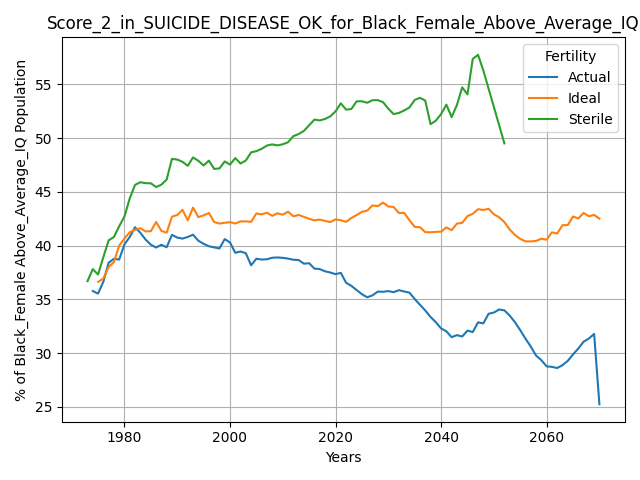 Score_2_in_SUICIDE_DISEASE_OK_for_Black_Female_Above_Average_IQ
% of Black_Female Above_Average_IQ Population
55
50
45
40
35
30
25
1980
2000
2020
2040
2060
Years
Fertility
Actual
Ideal
Sterile